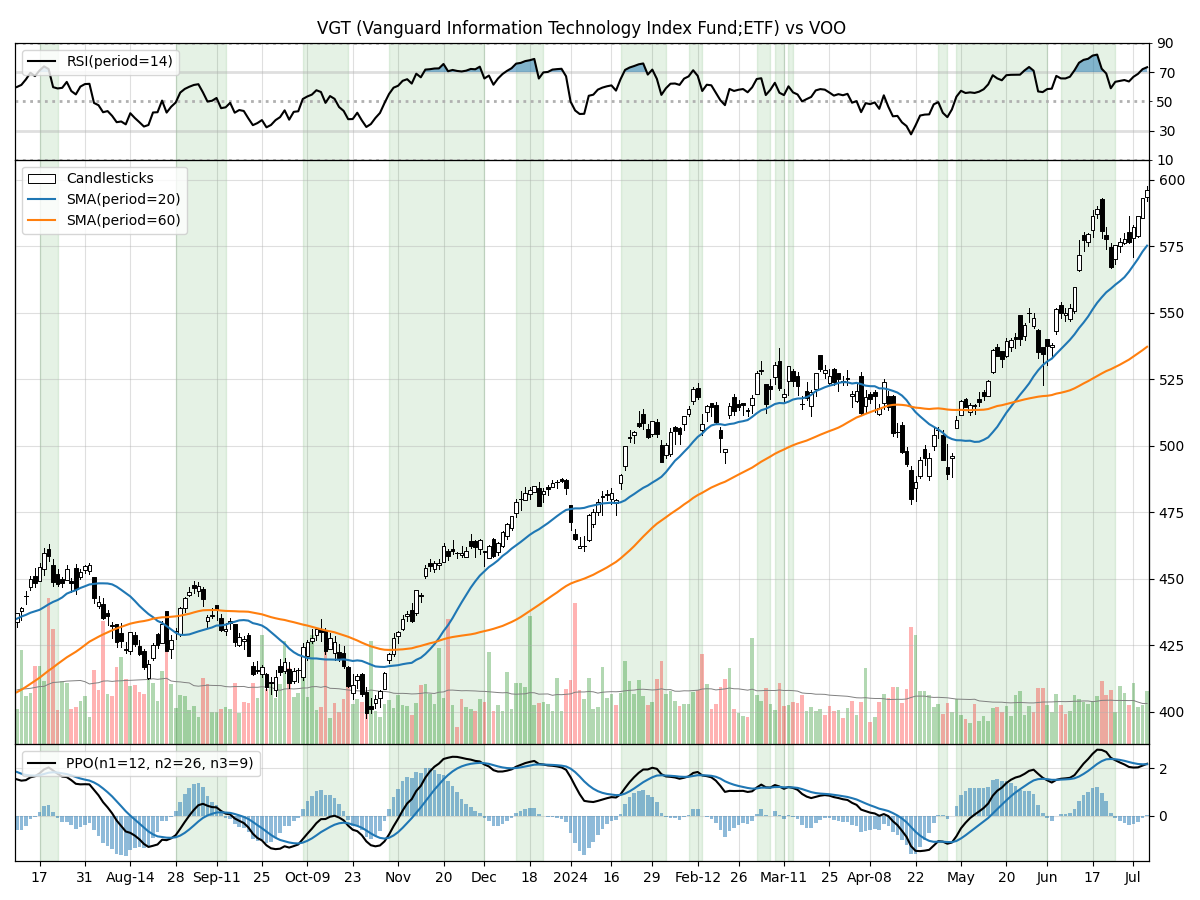 VGT (Vanguard Information Technology Index Fund;ETF) vs VOO
RSI(period=14)
90
70
50
30
10
Candlesticks
SMA(period=20)
SMA(period=60)
600
575
550
525
500
475
450
425
400
PPO(n1=12, n2=26, n3=9)
2
0
17 31 Aug-14 28 Sep-11 25 Oct-09 23 Nov 20 Dec 18 2024 16 29 Feb-12 26 Mar-11 25 Apr-08 22 May 20 Jun 17 Jul